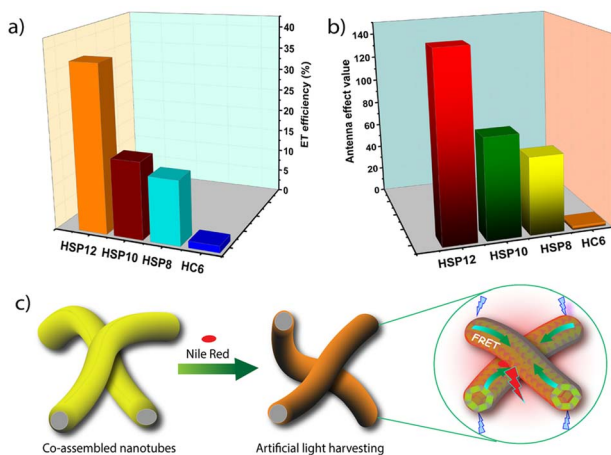 a)
40
35
30
25
20
15
10
5
0
ET efficiency (%)
HSP12 HSP10 HSP8 HC6
b)
140
120
100
80
60
40
20
0
Antenna effect value
HSP12 HSP10 HSP8 HC6
c)
Nile Red
FRET
Co-assembled nanotubes
Artificial light harvesting